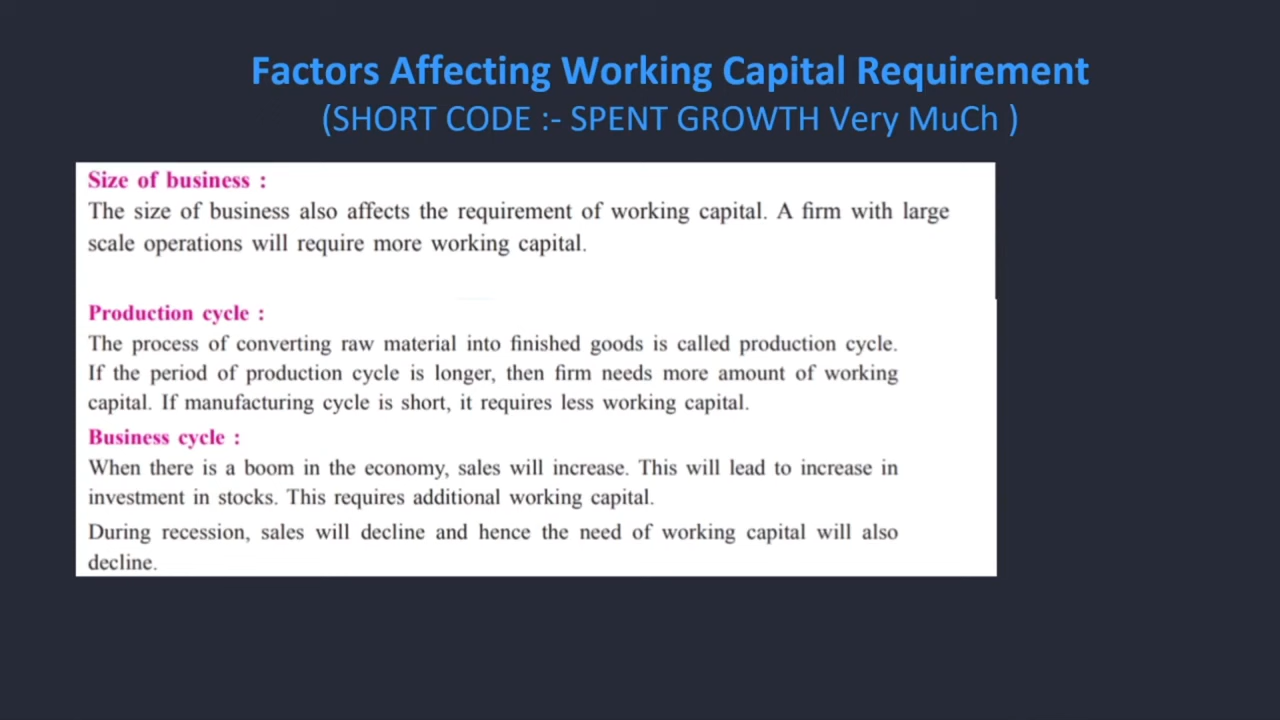 Factors Affecting Working Capital Requirement
(SHORT CODE :- SPENT GROWTH Very MuCh )
Size of business :
The size of business also affects the requirement of working capital. A firm with large
scale operations will require more working capital.
Production cycle :
The process of converting raw material into finished goods is called production cycle.
If the period of production cycle is longer, then firm needs more amount of working
capital. If manufacturing cycle is short, it requires less working capital.
Business cycle :
When there is a boom in the economy, sales will increase. This will lead to increase in
investment in stocks. This requires additional working capital.
During recession, sales will decline and hence the need of working capital will also
decline.